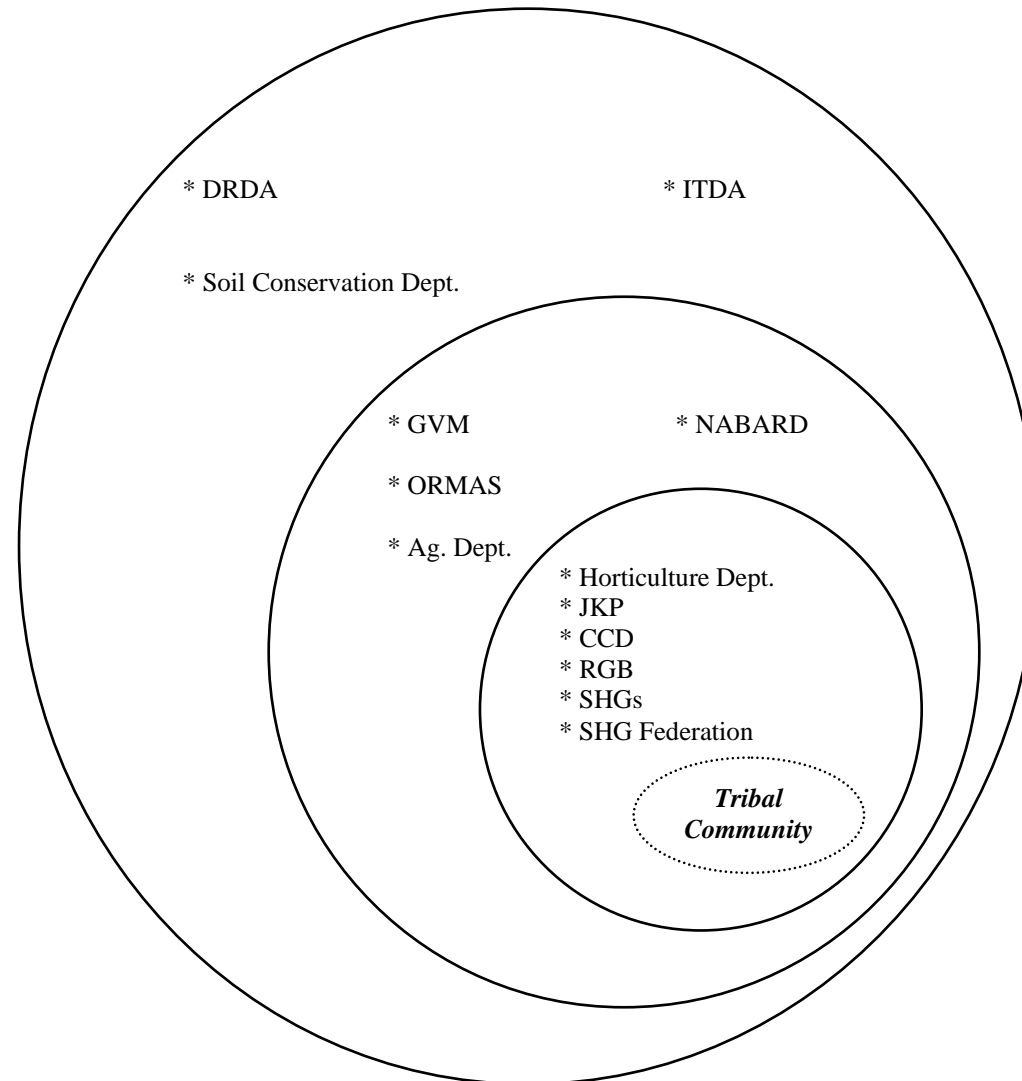 * DRDA
* ITDA
* Soil Conservation Dept.
* GVM
* NABARD
* ORMAS
* Ag. Dept.
* Horticulture Dept.
* JKP
* CCD
* RGB
* SHGs
* SHG Federation
Tribal
Community